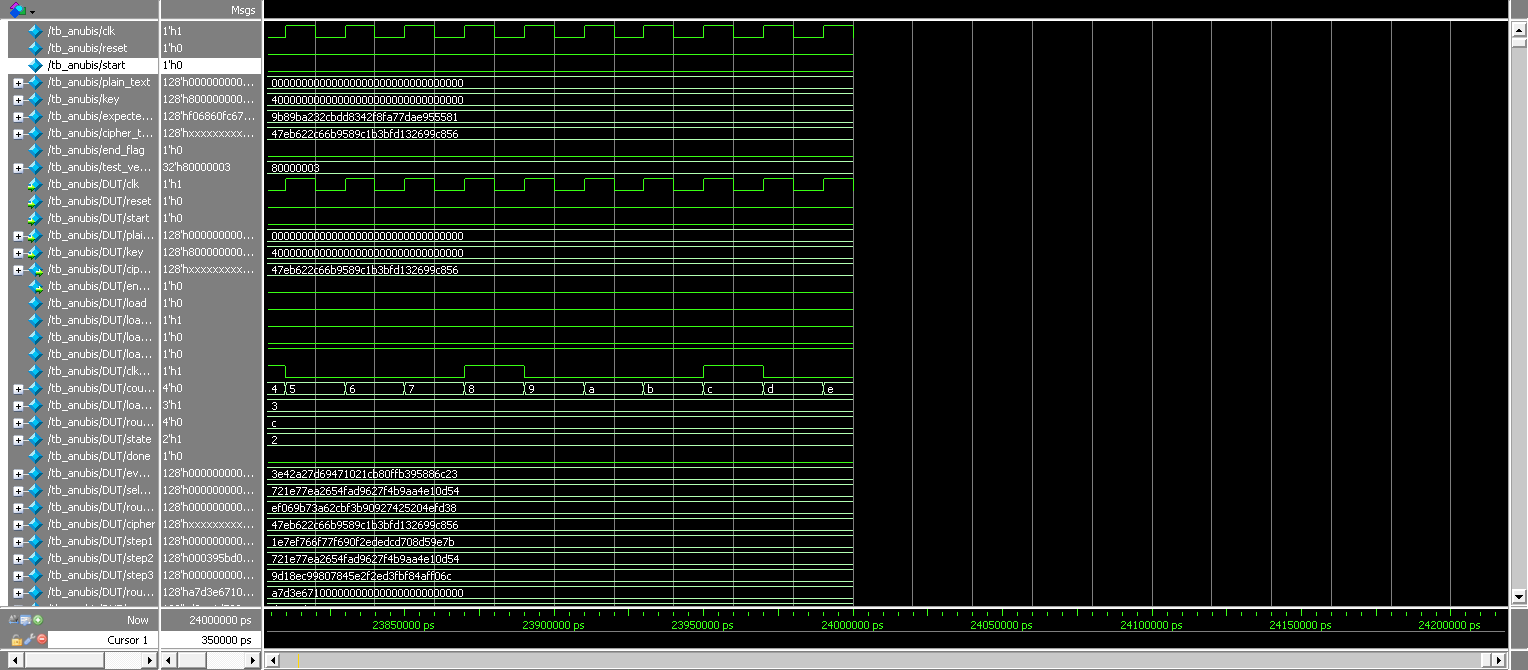 Msgs
/tb_anubis/clk 1'h1
/tb_anubis/reset 1'h0
/tb_anubis/start 1'h0
/tb_anubis/plain_text 128'h000000000... 00000000000000000000000000000000
/tb_anubis/key 128'h800000000... 40000000000000000000000000000000
/tb_anubis/expecte... 128'hf06860fc67... 9b89ba232cbdd8342f8fa77dae955581
/tb_anubis/cipher_t... 128'hxxxxxxxxx... 47eb622c66b9589c1b3bfd132699c856
/tb_anubis/end_flag 1'h0
/tb_anubis/test_ve... 32'h80000003 80000003
/tb_anubis/DUT/clk 1'h1
/tb_anubis/DUT/reset 1'h0
/tb_anubis/DUT/start 1'h0
/tb_anubis/DUT/plai... 128'h000000000... 00000000000000000000000000000000
/tb_anubis/DUT/key 128'h800000000... 40000000000000000000000000000000
/tb_anubis/DUT/cip... 128'hxxxxxxxxx... 47eb622c66b9589c1b3bfd132699c856
/tb_anubis/DUT/en... 1'h0
/tb_anubis/DUT/load 1'h0
/tb_anubis/DUT/loa... 1'h1
/tb_anubis/DUT/loa... 1'h0
/tb_anubis/DUT/loa... 1'h0
/tb_anubis/DUT/clk... 1'h1
/tb_anubis/DUT/cou... 4'h0 4 5 6 7 8 9 a b c d e
/tb_anubis/DUT/loa... 3'h1 3
/tb_anubis/DUT/rou... 4'h0 c
/tb_anubis/DUT/state 2'h1 2
/tb_anubis/DUT/done 1'h0
/tb_anubis/DUT/ev... 128'h000000000... 3e42a27d69471021cb80ffb395886c23
/tb_anubis/DUT/sel... 128'h000000000... 721e77ea2654fad9627f4b9aa4e10d54
/tb_anubis/DUT/rou... 128'h000000000... ef069b73a62cbf3b90927425204efd38
/tb_anubis/DUT/cipher 128'hxxxxxxxxx... 47eb622c66b9589c1b3bfd132699c856
/tb_anubis/DUT/step1 128'h000000000... 1e7ef766f77f690f2ededcd708d59e7b
/tb_anubis/DUT/step2 128'h000395bd0... 721e77ea2654fad9627f4b9aa4e10d54
/tb_anubis/DUT/step3 128'h000000000... 9d18ec99807845e2f2ed3fbf84aff06c
/tb_anubis/DUT/rou... 128'ha7d3e6710... a7d3e671000000000000000000000000
Now 24000000 ps 23850000 ps 23900000 ps 23950000 ps 24000000 ps 24050000 ps 24100000 ps 24150000 ps 24200000 ps
Cursor 1 350000 ps